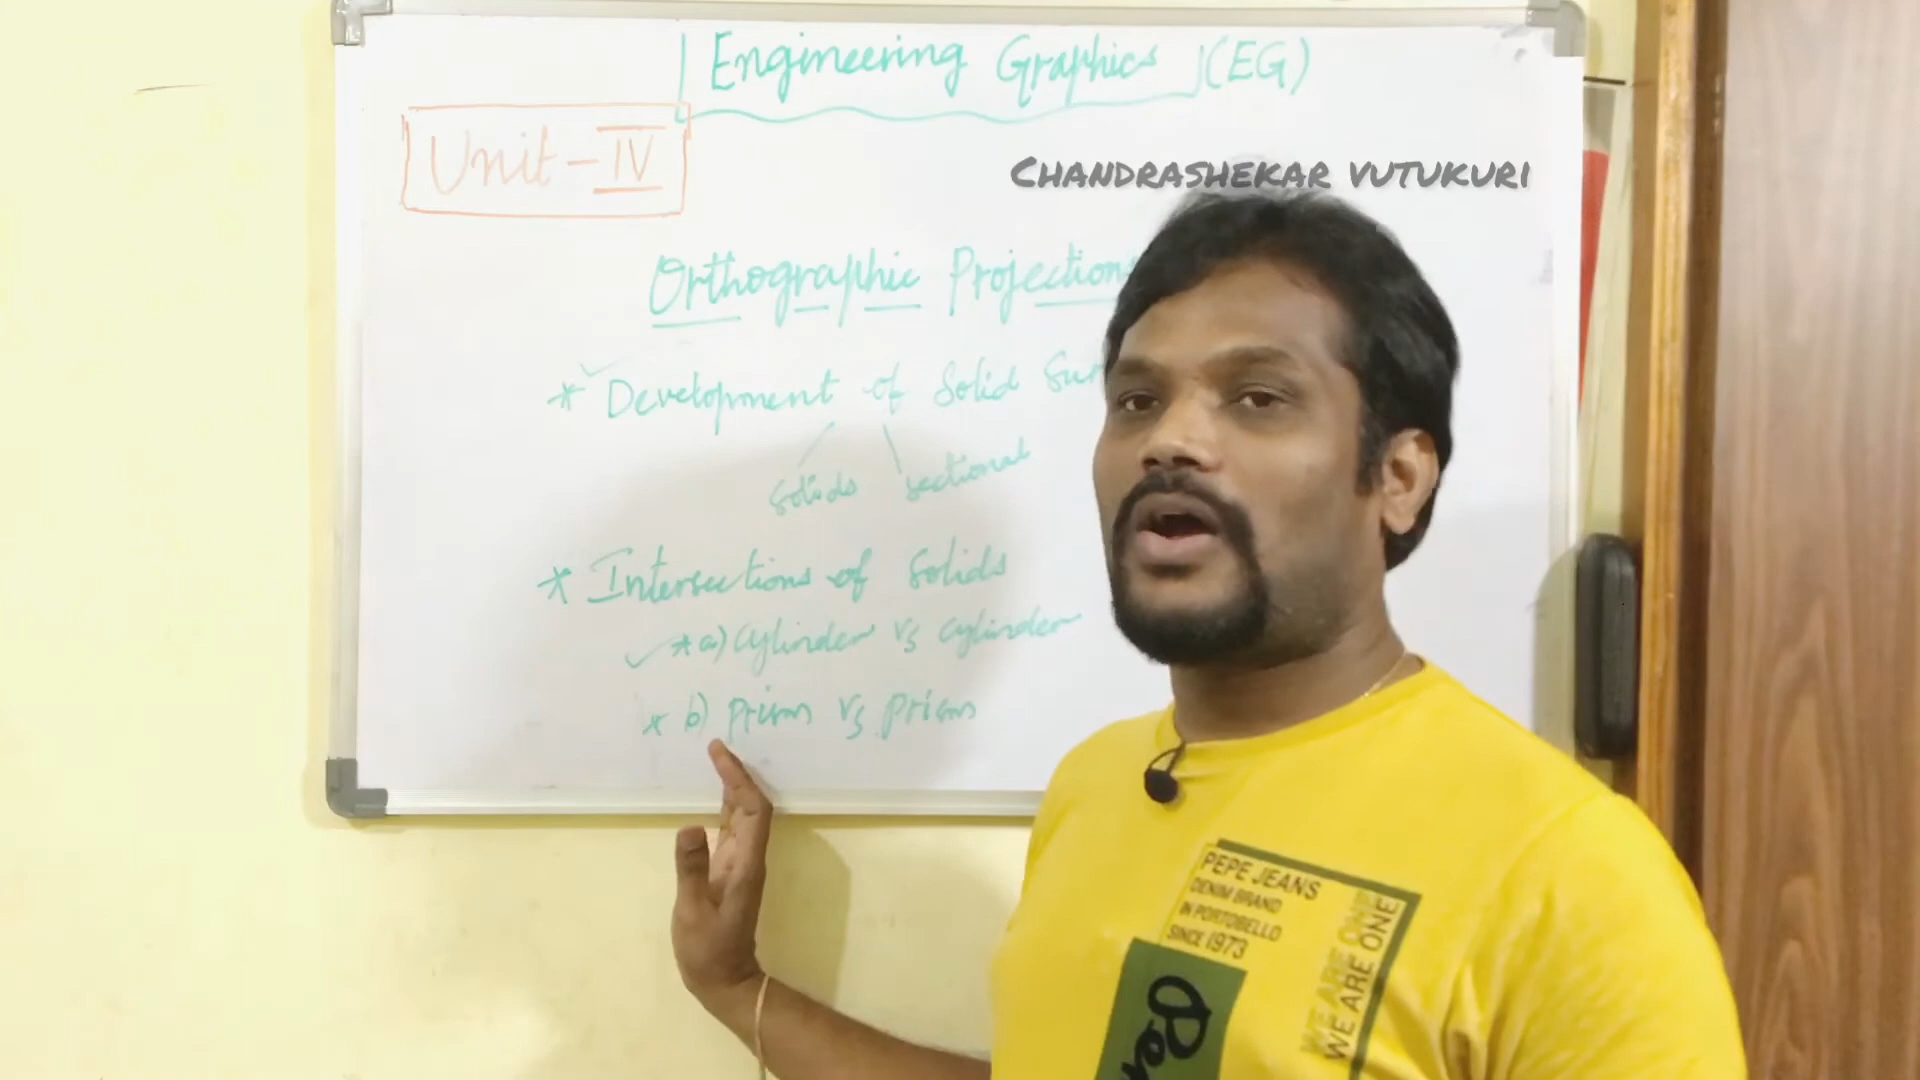 Engineering Graphics (EG)
Unit - IV
CHANDRASHEKAR VUTUKURI
Orthographic Projections
* Development of Solid Sur
solids sectional
* Intersections of Solids
* a) Cylinder Vs Cylinder
* b) Prism Vs Prism
PEPE JEANS
DENIM BRAND
IN PORTOBELLO
SINCE 1973
WE ARE ONE
WE ARE ONE
Pe